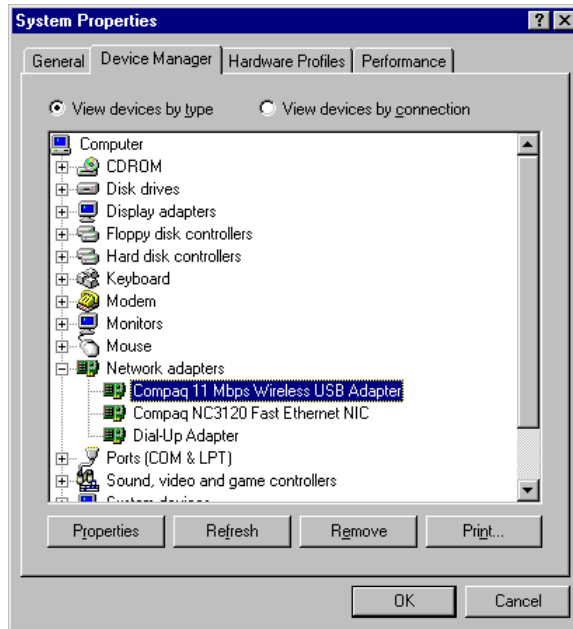 System Properties
General Device Manager Hardware Profiles Performance
View devices by type View devices by connection
Computer
CDROM
Disk drives
Display adapters
Floppy disk controllers
Hard disk controllers
Keyboard
Modem
Monitors
Mouse
Network adapters
Compaq 11 Mbps Wireless USB Adapter
Compaq NC3120 Fast Ethernet NIC
Dial-Up Adapter
Ports (COM & LPT)
Sound, video and game controllers
System devices
Properties Refresh Remove Print...
OK Cancel